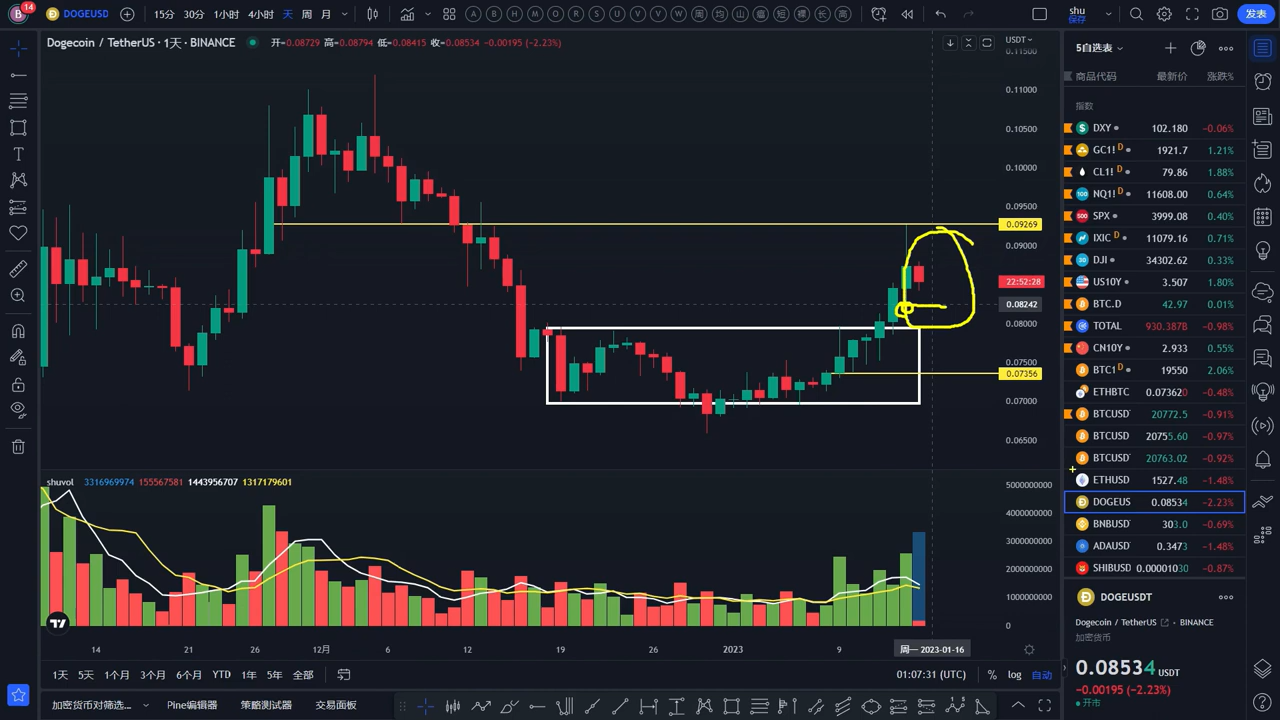 B 14 DOGEUSD 15分 30分 1小时 4小时 天 周 月 A B H M O R S U V V W 周 均 山 短 裸 长 高 shu 保存 发表
Dogecoin / TetherUS · 1天 · BINANCE 开=0.08729 高=0.08794 低=0.08415 收=0.08534 −0.00195 (−2.23%)
USDT
0.11500
0.11000
0.10500
0.10000
0.09500
0.09269
0.09000
22:52:28
0.08242
0.08000
0.07500
0.07356
0.07000
0.06500
shuvol 3316969974 155567581 1443956707 1317179601
5000000000
4000000000
3000000000
2000000000
1000000000
0
14 21 26 12月 6 12 19 26 2023 9 周一 2023-01-16
1天 5天 1个月 3个月 6个月 YTD 1年 5年 全部 01:07:31 (UTC) % log 自动
加密货币对筛选... Pine编辑器 策略测试器 交易面板
5自选表
商品代码 最新价 涨跌%
指数
DXY 102.180 −0.06%
GC1! D 1921.7 1.21%
CL1! D 79.86 1.88%
NQ1! D 11608.00 0.64%
SPX 3999.08 0.40%
IXIC D 11079.16 0.71%
DJI 34302.62 0.33%
US10Y 3.507 1.80%
BTC.D 42.97 0.01%
TOTAL 930.387B −0.98%
CN10Y 2.933 0.55%
BTC1! D 19550 2.06%
ETHBTC 0.073620 −0.48%
BTCUSD 20772.5 −0.91%
BTCUSD 20755.60 −0.97%
BTCUSD 20763.02 −0.92%
ETHUSD 1527.48 −1.48%
DOGEUS 0.08534 −2.23%
BNBUSD 303.0 −0.69%
ADAUSD 0.3473 −1.48%
SHIBUSD 0.00001030 −0.87%
DOGEUSDT
Dogecoin / TetherUS · BINANCE
加密货币
0.08534 USDT
−0.00195 (−2.23%)
开市